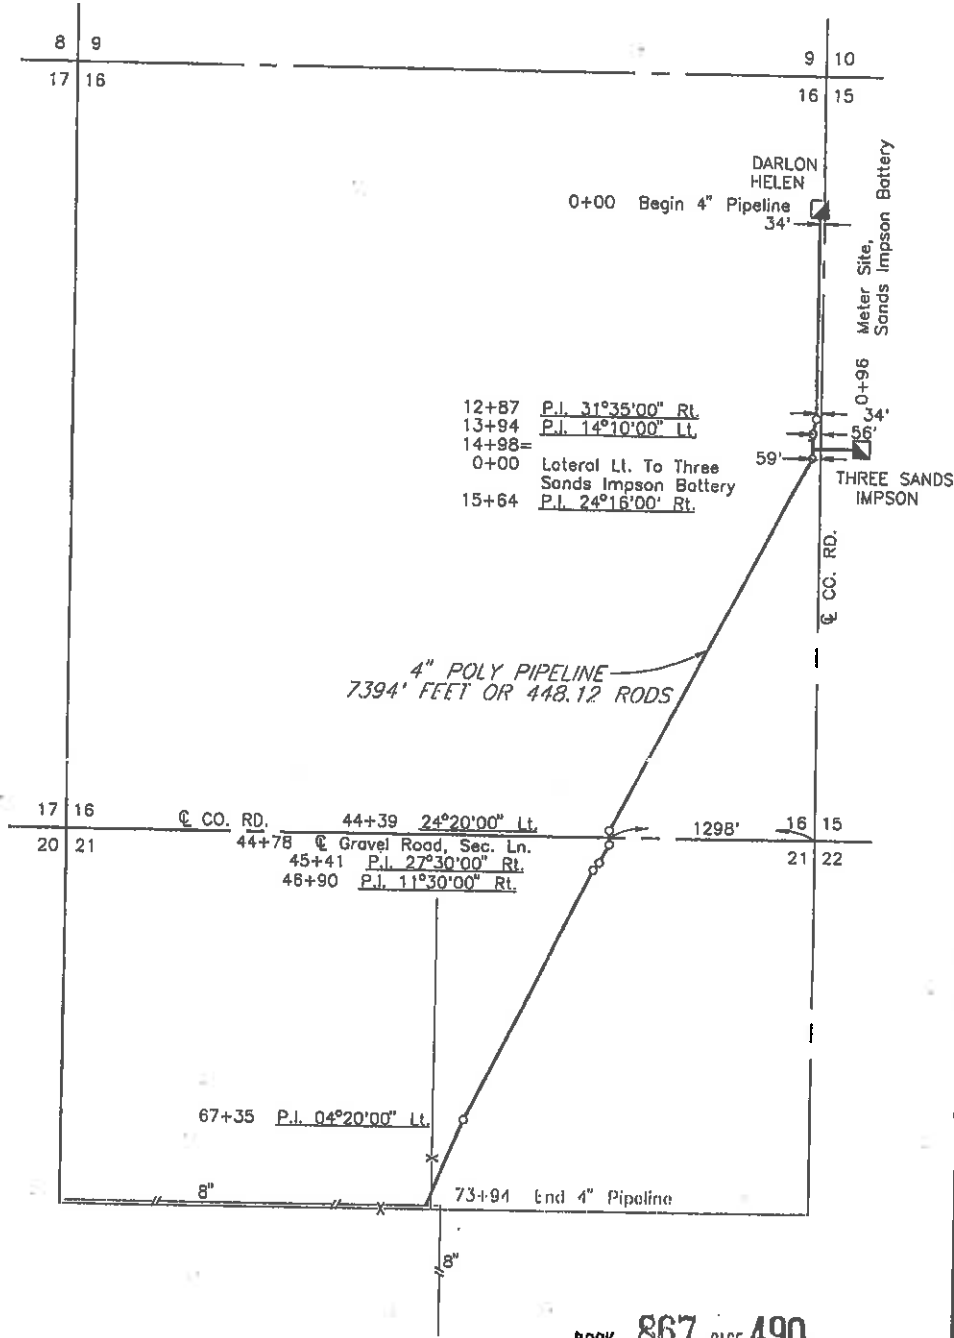 8 9
17 16
9 10
16 15
DARLON
HELEN
0+00 Begin 4" Pipeline
34'
0+96 Meter Site,
Sands Impson Battery
12+87 P.I. 31°35'00" Rt.
34'
13+94 P.I. 14°10'00" Lt.
56'
14+98=
0+00 Lateral Lt. To Three
Sands Impson Battery
59'
THREE SANDS
IMPSON
15+64 P.I. 24°16'00' Rt.
℄ CO. RD.
4" POLY PIPELINE
7394' FEET OR 448.12 RODS
17 16
20 21
℄ CO. RD.
44+39 24°20'00" Lt.
1298'
16 15
21 22
44+78 ℄ Gravel Road, Sec. Ln.
45+41 P.I. 27°30'00" Rt.
46+90 P.I. 11°30'00" Rt.
67+35 P.I. 04°20'00" Lt.
8"
73+94 End 4" Pipeline
8"
BOOK 867 PAGE 490